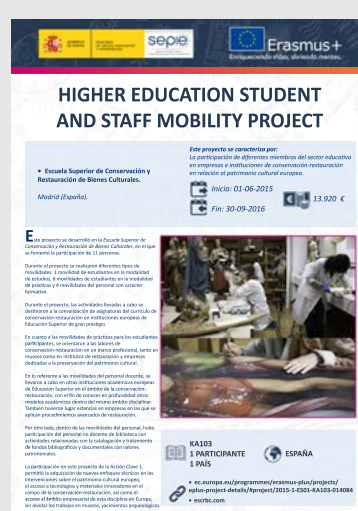 sepie
Erasmus+
Enriqueciendo vidas, abriendo mentes.
HIGHER EDUCATION STUDENT
AND STAFF MOBILITY PROJECT
• Escuela Superior de Conservación y
Restauración de Bienes Culturales.
Madrid (España).
Este proyecto se caracteriza por:
La participación de diferentes miembros del sector educativo
en empresas e instituciones de conservación-restauración
en relación al patrimonio cultural europeo.
Inicio: 01-06-2015
Fin: 30-09-2016
13.920 €
Este proyecto se desarrolló en la Escuela Superior de
Conservación y Restauración de Bienes Culturales, en el que
se fomentó la participación de 11 personas.
Durante el proyecto se realizaron diferentes tipos de
movilidades: 1 movilidad de estudiantes en la modalidad
de estudios, 6 movilidades de estudiantes en la modalidad
de prácticas y 4 movilidades del personal con carácter
formativo.
Durante el proyecto, las actividades llevadas a cabo se
destinaron a la convalidación de asignaturas del currículo de
conservación-restauración en instituciones europeas de
Educación Superior de gran prestigio.
En cuanto a las movilidades de prácticas para los estudiantes
participantes, se orientaron a las labores de
conservación-restauración en un marco profesional, tanto en
museos como en institutos de restauración y empresas
dedicadas a la preservación del patrimonio cultural.
En lo referente a las movilidades del personal docente, se
llevaron a cabo en otras instituciones académicas europeas
de Educación Superior en el ámbito de la conservación-
restauración, con el fin de conocer en profundidad otros
modelos académicos dentro del mismo ámbito disciplinar.
También tuvieron lugar estancias en empresas en las que se
aplican procedimientos avanzados de restauración.
Por otro lado, dentro de las movilidades del personal, hubo
participación del personal no docente de biblioteca con
actividades relacionadas con la catalogación y tratamiento
de fondos bibliográficos y documentales con valores
patrimoniales.
La participación en este proyecto de la Acción Clave 1,
permitió la adquisición de nuevos enfoques técnicos en las
intervenciones sobre el patrimonio cultural europeo,
el acceso a tecnologías y materiales innovadores en el
campo de la conservación-restauración, así como el
acceso al ámbito empresarial de esta disciplina en Europa,
sin olvidar los trabajos en museos, yacimientos arqueológicos
KA103
1 PARTICIPANTE
1 PAÍS
ESPAÑA
• ec.europa.eu/programmes/erasmus-plus/projects/
eplus-project-details/#project/2015-1-ES01-KA103-014084
• escrbc.com